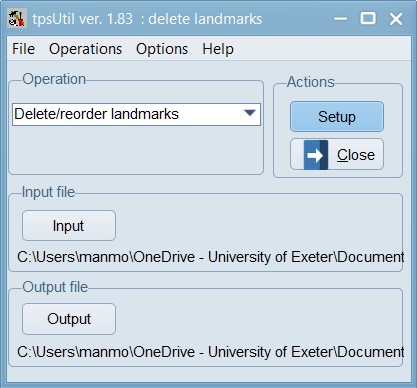 tpsUtil ver. 1.83 : delete landmarks
File Operations Options Help
Operation
Delete/reorder landmarks
Actions
Setup
Close
Input file
Input
C:\Users\manmo\OneDrive - University of Exeter\Document
Output file
Output
C:\Users\manmo\OneDrive - University of Exeter\Document